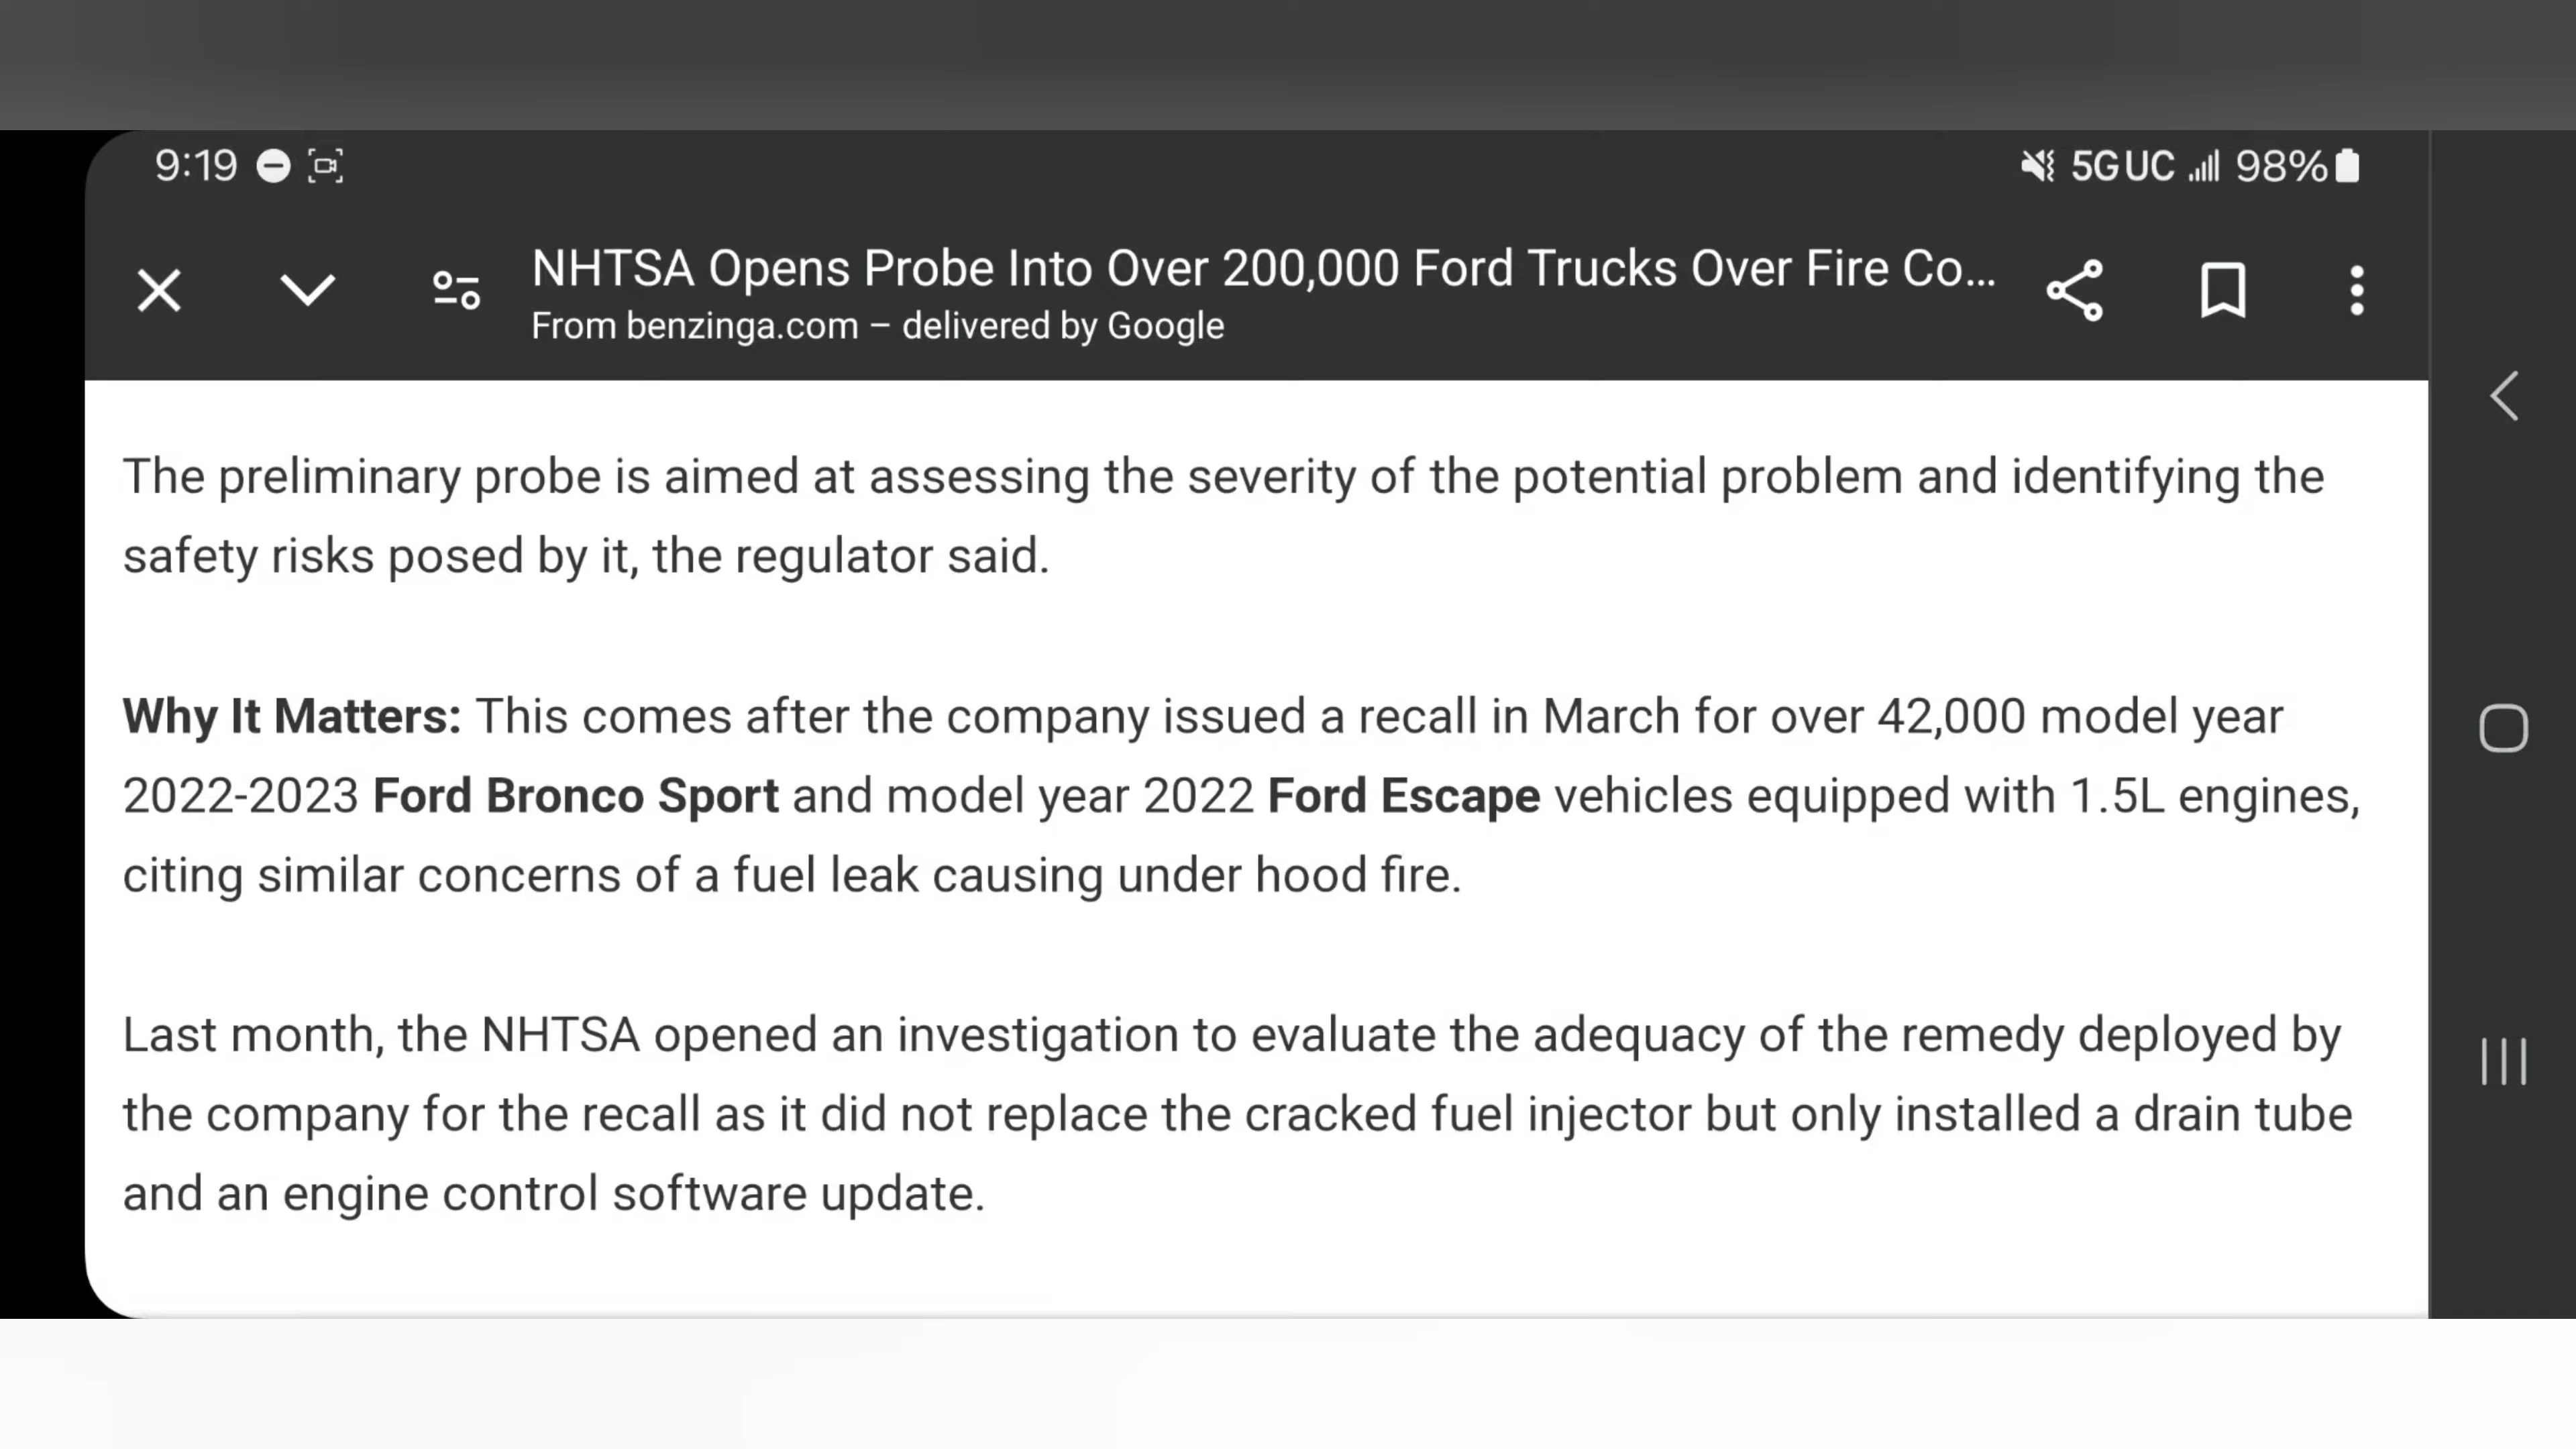 9:19
5G UC 98%
NHTSA Opens Probe Into Over 200,000 Ford Trucks Over Fire Co...
From benzinga.com – delivered by Google
The preliminary probe is aimed at assessing the severity of the potential problem and identifying the
safety risks posed by it, the regulator said.
Why It Matters: This comes after the company issued a recall in March for over 42,000 model year
2022-2023 Ford Bronco Sport and model year 2022 Ford Escape vehicles equipped with 1.5L engines,
citing similar concerns of a fuel leak causing under hood fire.
Last month, the NHTSA opened an investigation to evaluate the adequacy of the remedy deployed by
the company for the recall as it did not replace the cracked fuel injector but only installed a drain tube
and an engine control software update.